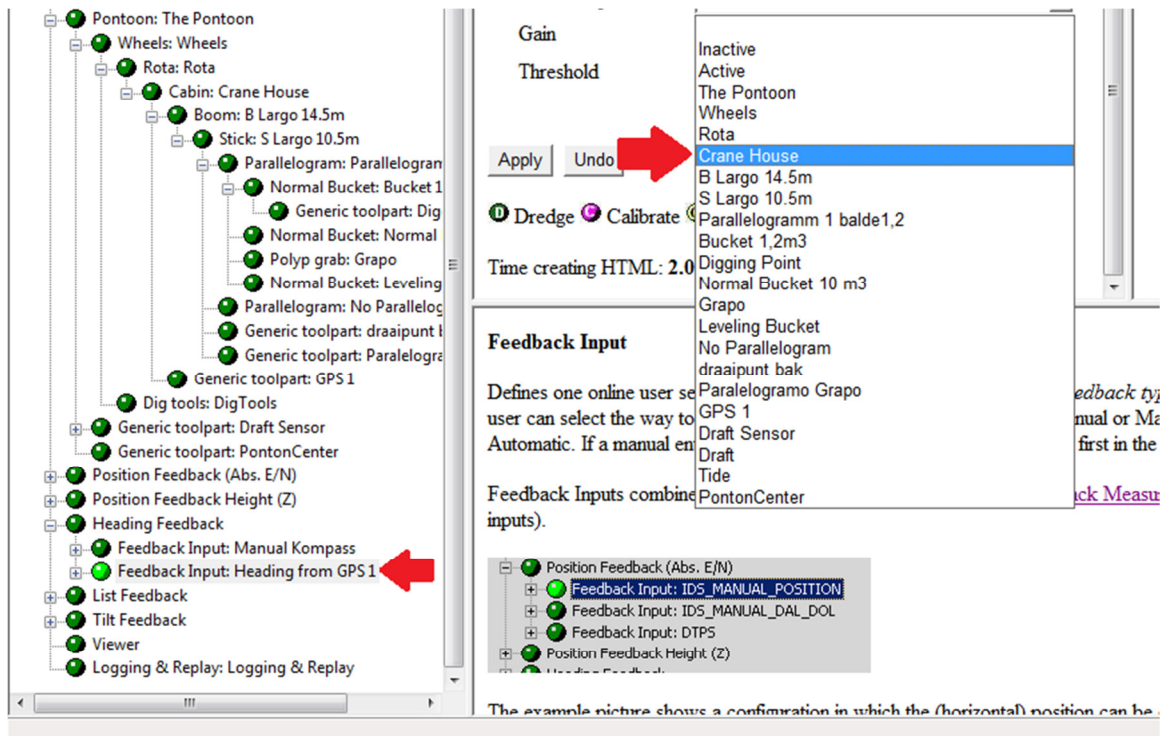 Pontoon: The Pontoon
Wheels: Wheels
Rota: Rota
Cabin: Crane House
Boom: B Largo 14.5m
Stick: S Largo 10.5m
Parallelogram: Parallelogram
Normal Bucket: Bucket 1
Generic toolpart: Dig
Normal Bucket: Normal
Polyp grab: Grapo
Normal Bucket: Leveling
Parallelogram: No Parallelog
Generic toolpart: draaipunt b
Generic toolpart: Paralelogra
Generic toolpart: GPS 1
Dig tools: DigTools
Generic toolpart: Draft Sensor
Generic toolpart: PontonCenter
Position Feedback (Abs. E/N)
Position Feedback Height (Z)
Heading Feedback
Feedback Input: Manual Kompass
Feedback Input: Heading from GPS 1
List Feedback
Tilt Feedback
Viewer
Logging & Replay: Logging & Replay
Gain
Threshold
Apply Undo
D Dredge C Calibrate
Time creating HTML: 2.0
Inactive
Active
The Pontoon
Wheels
Rota
Crane House
B Largo 14.5m
S Largo 10.5m
Parallelogramm 1 balde1,2
Bucket 1,2m3
Digging Point
Normal Bucket 10 m3
Grapo
Leveling Bucket
No Parallelogram
draaipunt bak
Paralelogramo Grapo
GPS 1
Draft Sensor
Draft
Tide
PontonCenter
Feedback Input
Defines one online user se edback typ
user can select the way to nual or Ma
Automatic. If a manual en first in the
Feedback Inputs combine ck Measu
inputs).
Position Feedback (Abs. E/N)
Feedback Input: IDS_MANUAL_POSITION
Feedback Input: IDS_MANUAL_DAL_DOL
Feedback Input: DTPS
Position Feedback Height (Z)
Heading Feedback
The example picture shows a configuration in which the (horizontal) position can be